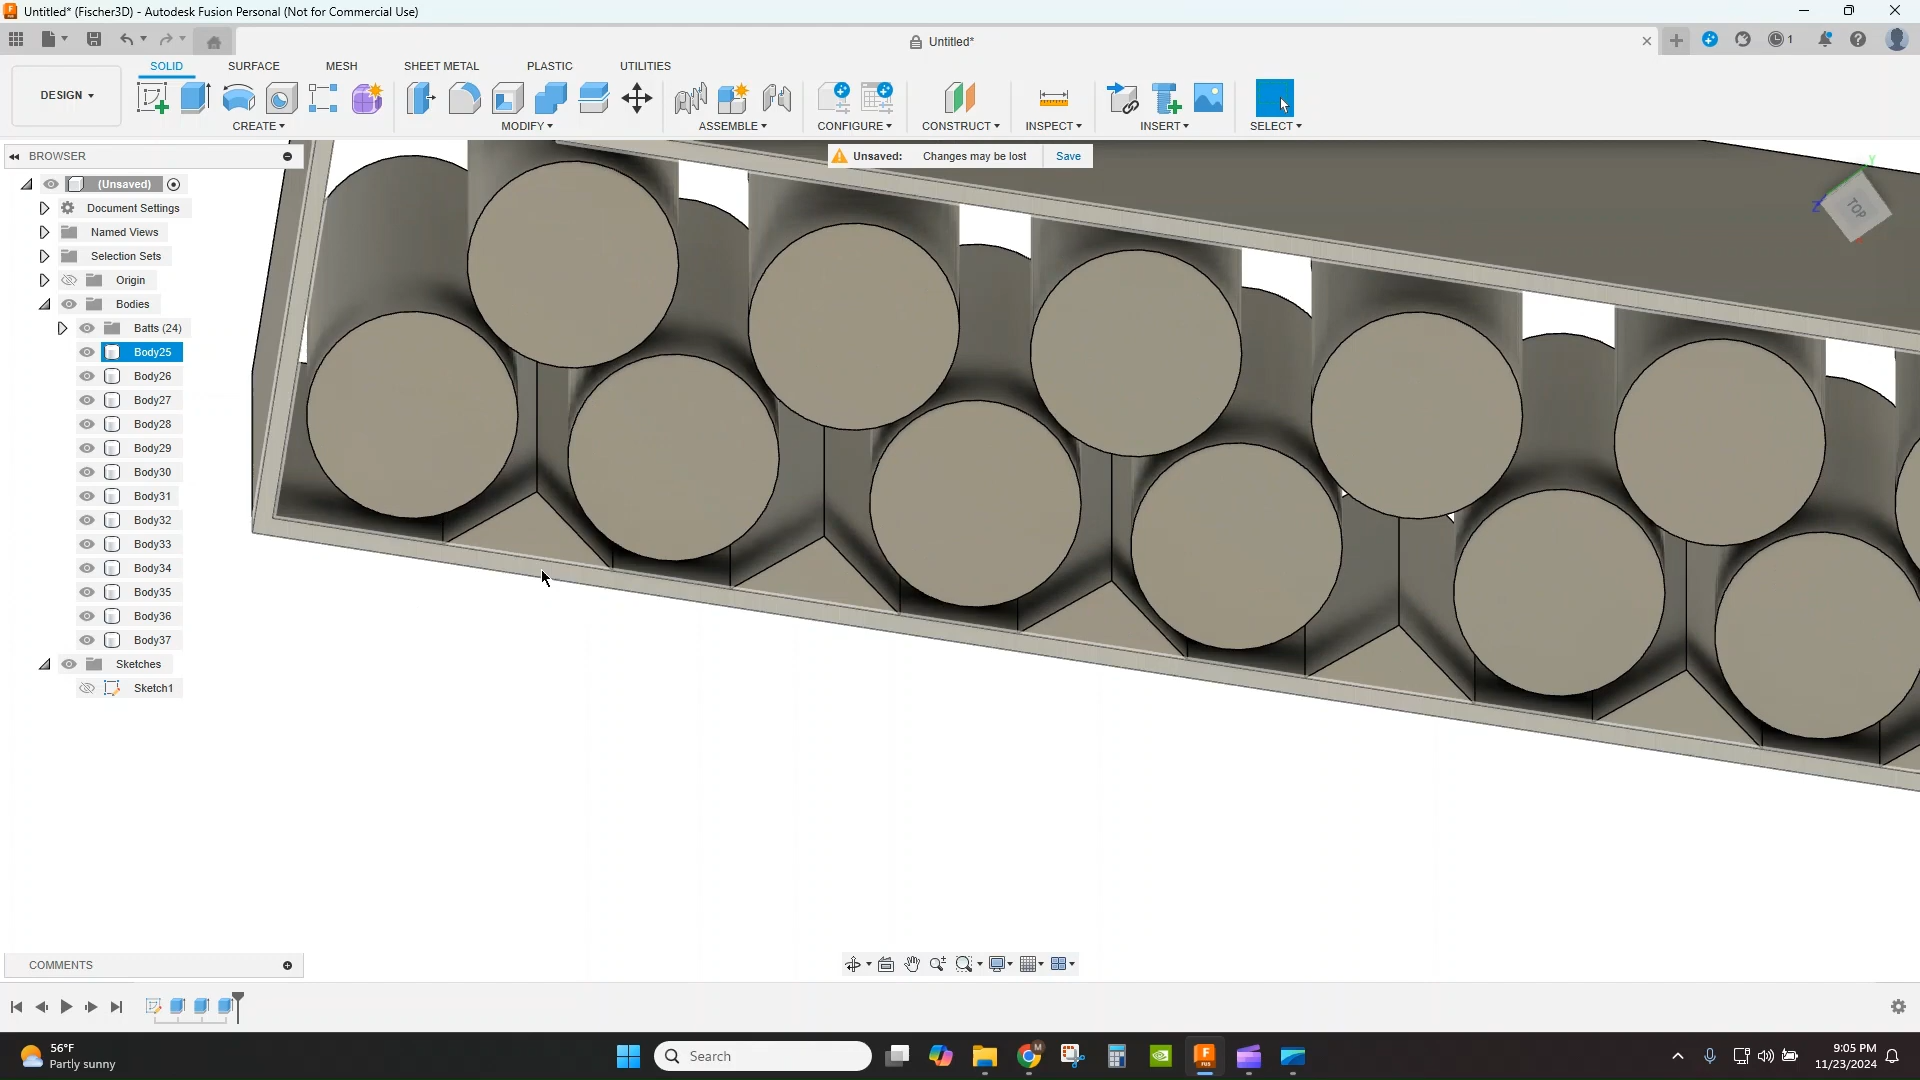 Untitled* (Fischer3D) - Autodesk Fusion Personal (Not for Commercial Use)
Untitled*
1
DESIGN
SOLID
SURFACE
MESH
SHEET METAL
PLASTIC
UTILITIES
CREATE
MODIFY
ASSEMBLE
CONFIGURE
CONSTRUCT
INSPECT
INSERT
SELECT
BROWSER
Unsaved: Changes may be lost Save
(Unsaved)
Document Settings
Named Views
Selection Sets
Origin
Bodies
Batts (24)
Body25
Body26
Body27
Body28
Body29
Body30
Body31
Body32
Body33
Body34
Body35
Body36
Body37
Sketches
Sketch1
Y
Z
TOP
COMMENTS
56°F
Partly sunny
Search
9:05 PM
11/23/2024